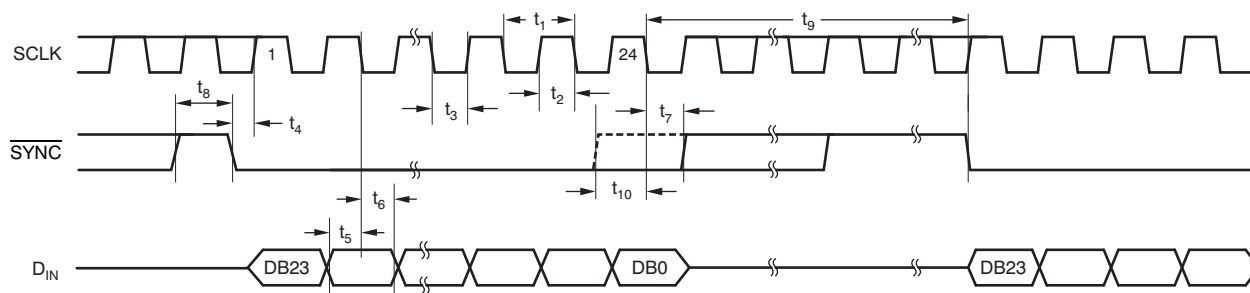 t1 t9
SCLK 1 24
t8 t4 t3 t2 t7
SYNC
t10
t6
t5
DIN DB23 DB0 DB23